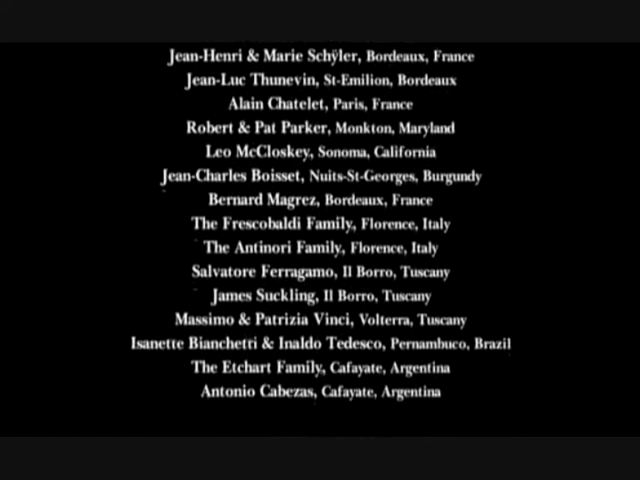 Jean-Henri & Marie Schÿler, Bordeaux, France
Jean-Luc Thunevin, St-Emilion, Bordeaux
Alain Chatelet, Paris, France
Robert & Pat Parker, Monkton, Maryland
Leo McCloskey, Sonoma, California
Jean-Charles Boisset, Nuits-St-Georges, Burgundy
Bernard Magrez, Bordeaux, France
The Frescobaldi Family, Florence, Italy
The Antinori Family, Florence, Italy
Salvatore Ferragamo, Il Borro, Tuscany
James Suckling, Il Borro, Tuscany
Massimo & Patrizia Vinci, Volterra, Tuscany
Isanette Bianchetti & Inaldo Tedesco, Pernambuco, Brazil
The Etchart Family, Cafayate, Argentina
Antonio Cabezas, Cafayate, Argentina